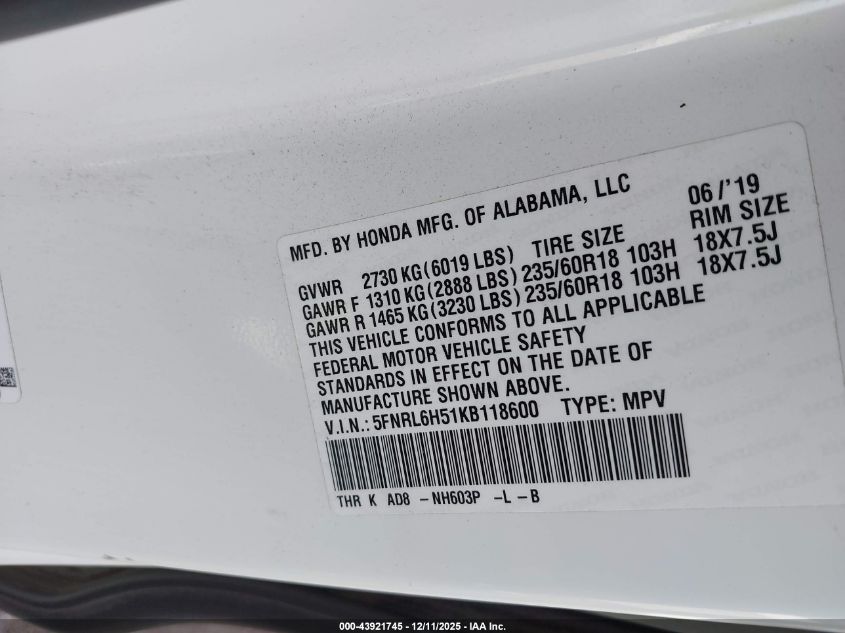 MFD. BY HONDA MFG. OF ALABAMA, LLC 06/'19
GVWR 2730 KG(6019 LBS) TIRE SIZE RIM SIZE
GAWR F 1310 KG(2888 LBS) 235/60R18 103H 18X7.5J
GAWR R 1465 KG(3230 LBS) 235/60R18 103H 18X7.5J
THIS VEHICLE CONFORMS TO ALL APPLICABLE
FEDERAL MOTOR VEHICLE SAFETY
STANDARDS IN EFFECT ON THE DATE OF
MANUFACTURE SHOWN ABOVE.
V.I.N.: 5FNRL6H51KB118600 TYPE: MPV
THR K AD8 - NH603P -L - B
000-43921745 - 12/11/2025 - IAA Inc.